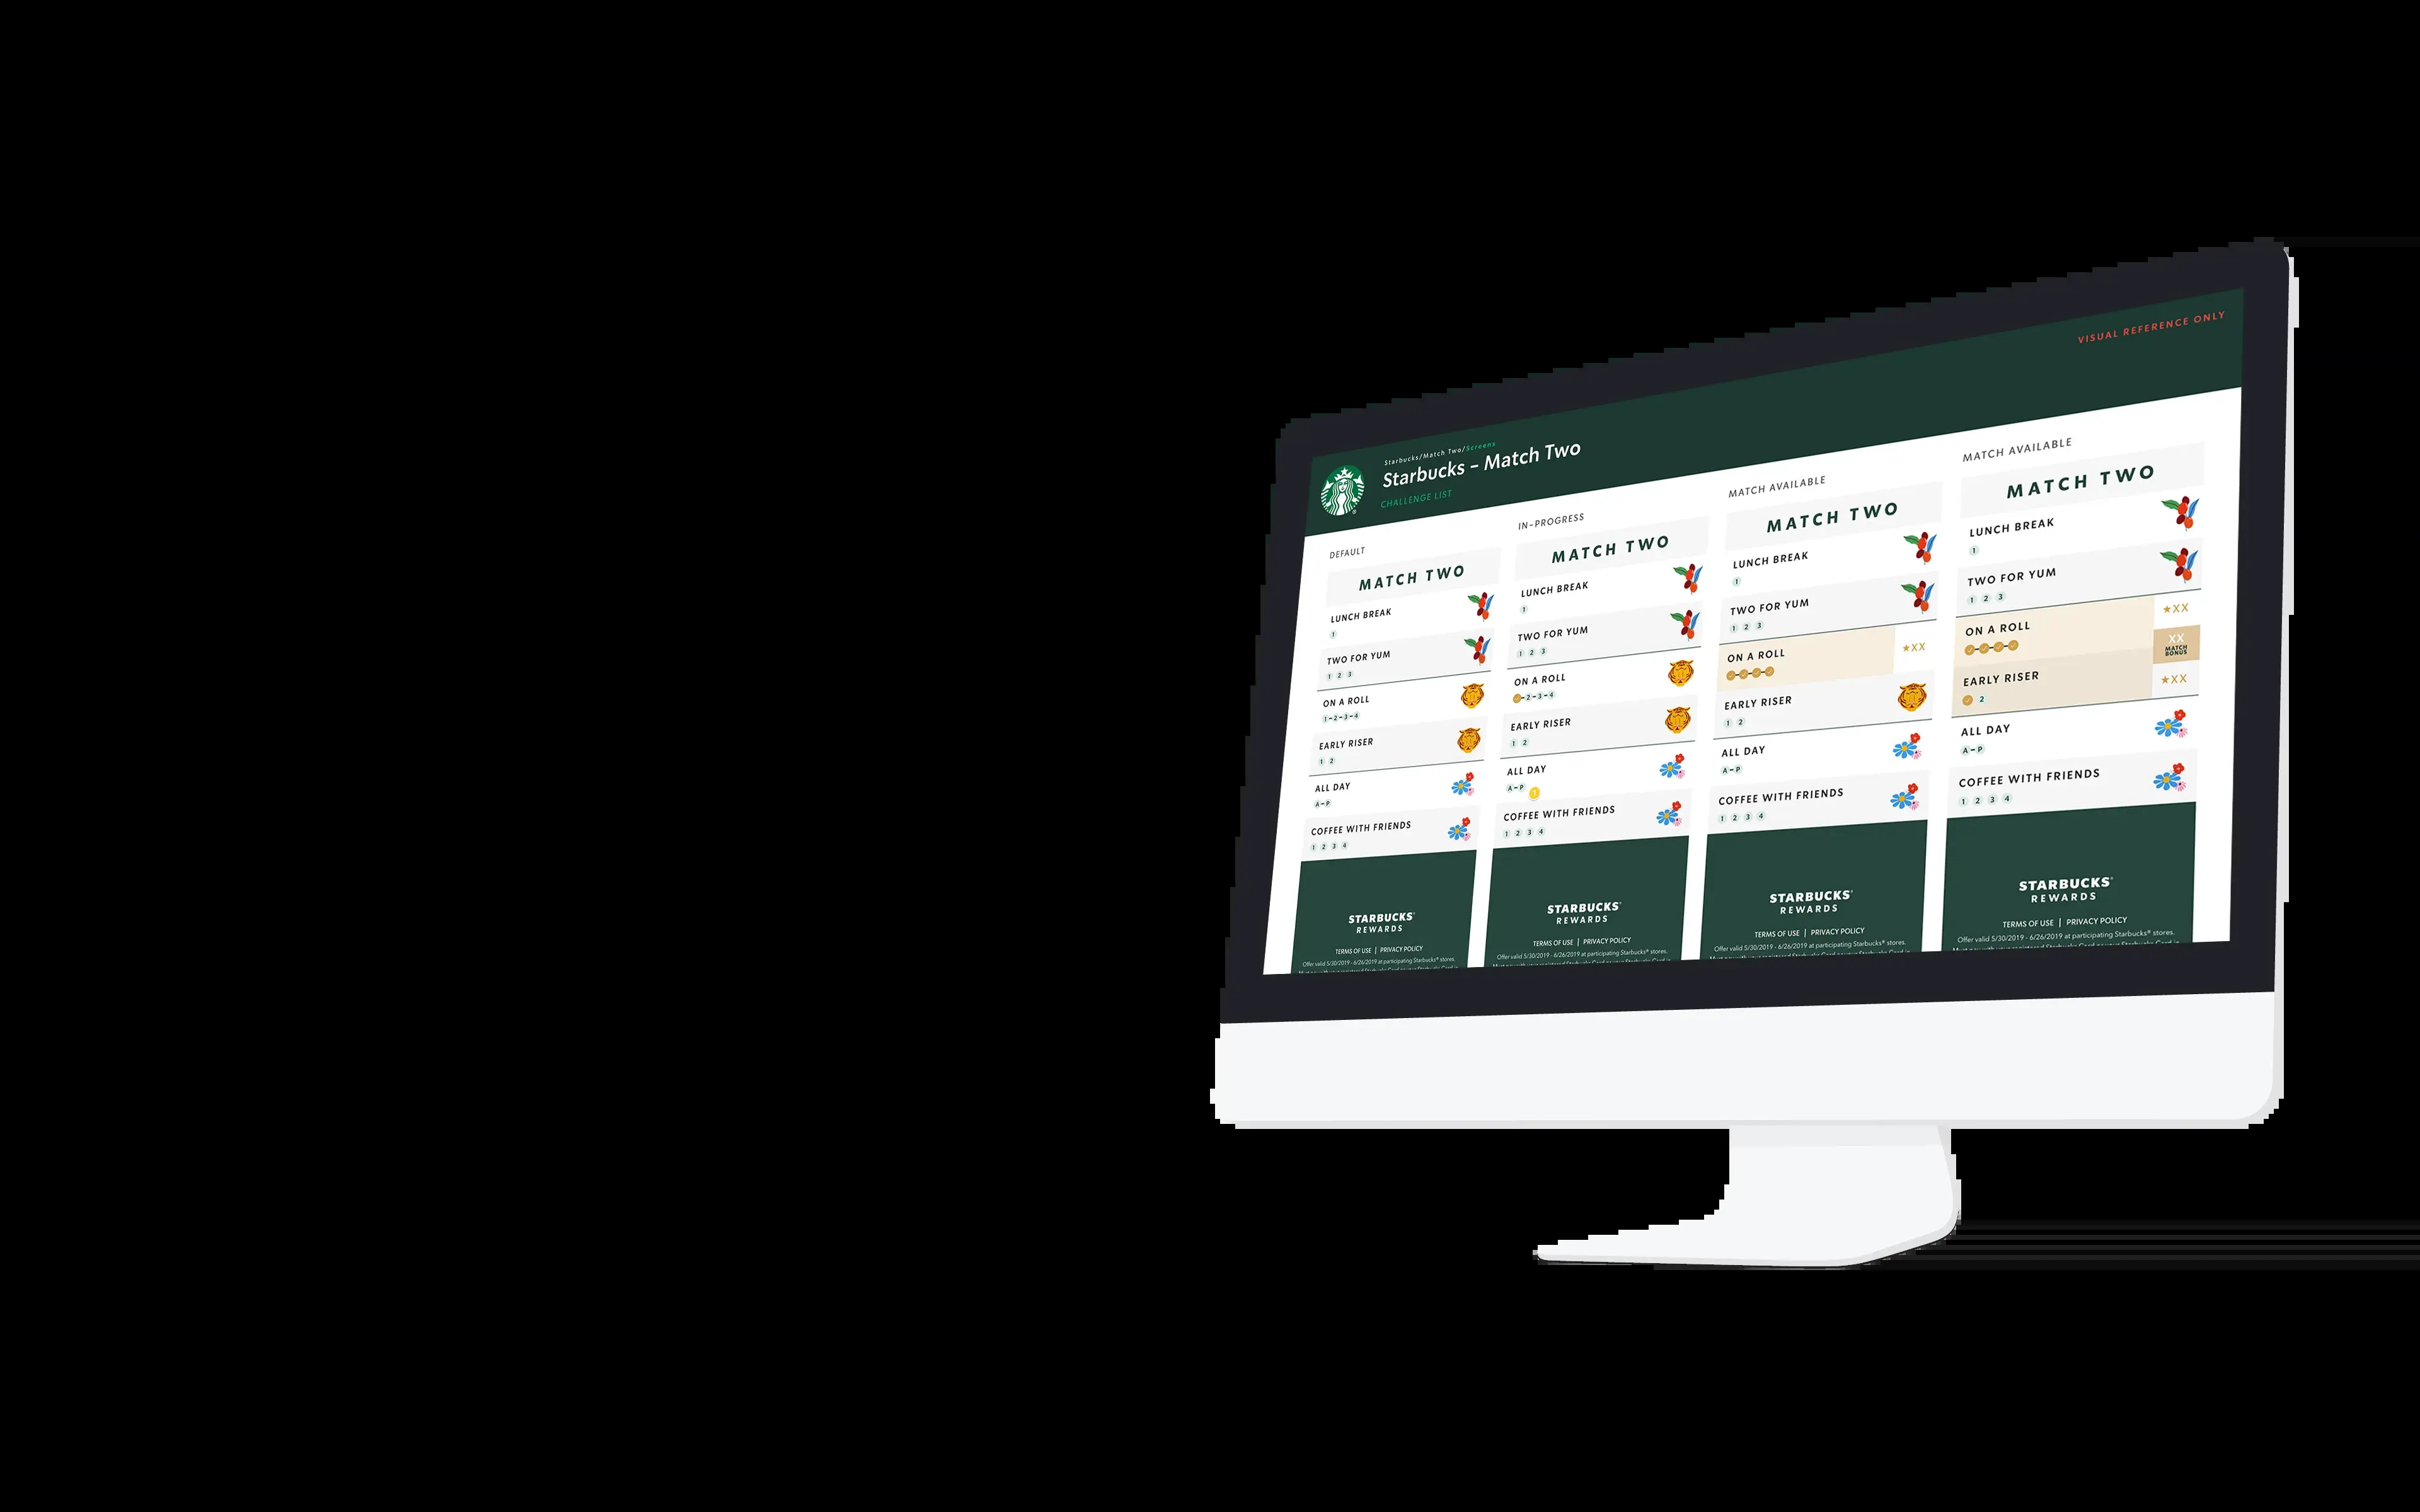 VISUAL REFERENCE ONLY
Starbucks/Match Two/Screens
Starbucks – Match Two
CHALLENGE LIST
DEFAULT
MATCH TWO
LUNCH BREAK
1
TWO FOR YUM
1 2 3
ON A ROLL
1-2-3-4
EARLY RISER
1 2
ALL DAY
A-P
COFFEE WITH FRIENDS
1 2 3 4
STARBUCKS®
REWARDS
TERMS OF USE | PRIVACY POLICY
Offer valid 5/30/2019 - 6/26/2019 at participating Starbucks® stores.
IN-PROGRESS
MATCH TWO
LUNCH BREAK
1
TWO FOR YUM
1 2 3
ON A ROLL
2-3-4
EARLY RISER
1 2
ALL DAY
A-P
COFFEE WITH FRIENDS
1 2 3 4
STARBUCKS®
REWARDS
TERMS OF USE | PRIVACY POLICY
Offer valid 5/30/2019 - 6/26/2019 at participating Starbucks® stores.
MATCH AVAILABLE
MATCH TWO
LUNCH BREAK
1
TWO FOR YUM
1 2 3
ON A ROLL
★XX
EARLY RISER
1 2
ALL DAY
A-P
COFFEE WITH FRIENDS
1 2 3 4
STARBUCKS®
REWARDS
TERMS OF USE | PRIVACY POLICY
Offer valid 5/30/2019 - 6/26/2019 at participating Starbucks® stores.
MATCH AVAILABLE
MATCH TWO
LUNCH BREAK
1
TWO FOR YUM
1 2 3
★XX
ON A ROLL
XX
MATCH
BONUS
EARLY RISER
★XX
2
ALL DAY
A-P
COFFEE WITH FRIENDS
1 2 3 4
STARBUCKS®
REWARDS
TERMS OF USE | PRIVACY POLICY
Offer valid 5/30/2019 - 6/26/2019 at participating Starbucks® stores.